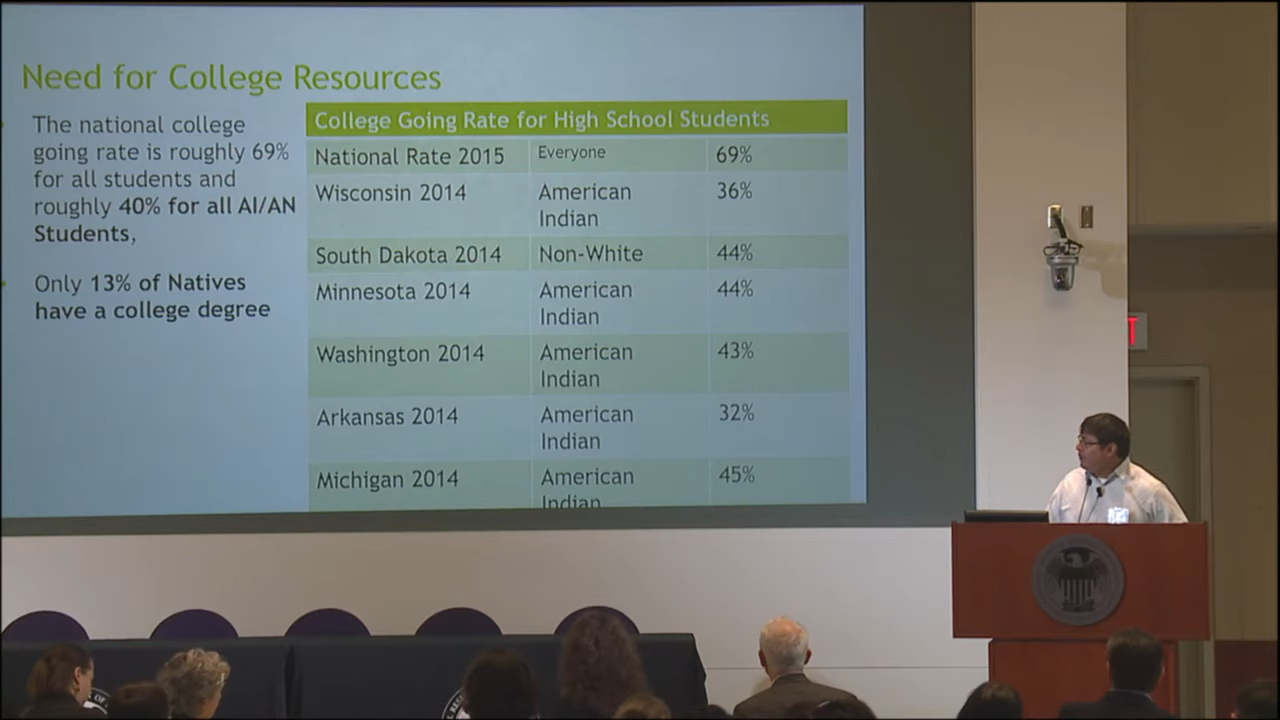 Need for College Resources
The national college
going rate is roughly 69%
for all students and
roughly 40% for all AI/AN
Students,
Only 13% of Natives
have a college degree
College Going Rate for High School Students
National Rate 2015 Everyone 69%
Wisconsin 2014 American Indian 36%
South Dakota 2014 Non-White 44%
Minnesota 2014 American Indian 44%
Washington 2014 American Indian 43%
Arkansas 2014 American Indian 32%
Michigan 2014 American Indian 45%